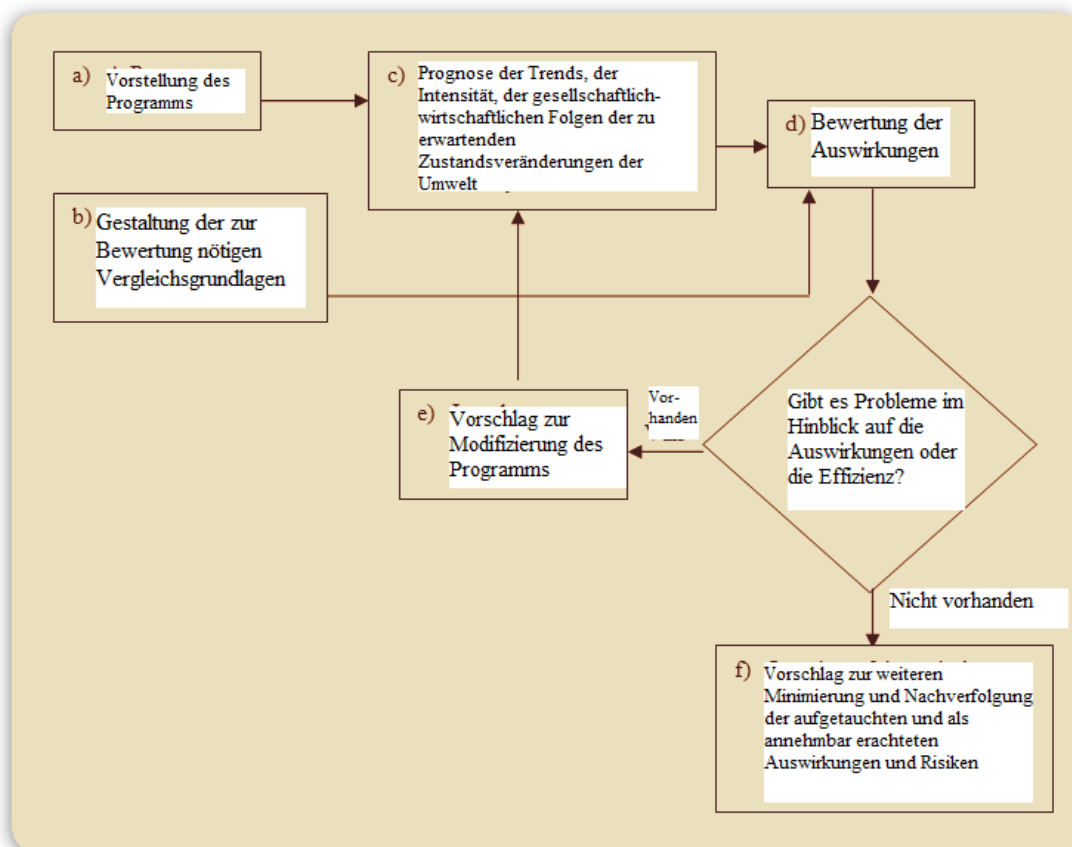 a) Vorstellung des
Programms
c) Prognose der Trends, der
Intensität, der gesellschaftlich-
wirtschaftlichen Folgen der zu
erwartenden
Zustandsveränderungen der
Umwelt
d) Bewertung der
Auswirkungen
b) Gestaltung der zur
Bewertung nötigen
Vergleichsgrundlagen
e) Vorschlag zur
Modifizierung des
Programms
Vor-
handen
Gibt es Probleme im
Hinblick auf die
Auswirkungen oder
die Effizienz?
Nicht vorhanden
f) Vorschlag zur weiteren
Minimierung und Nachverfolgung
der aufgetauchten und als
annehmbar erachteten
Auswirkungen und Risiken